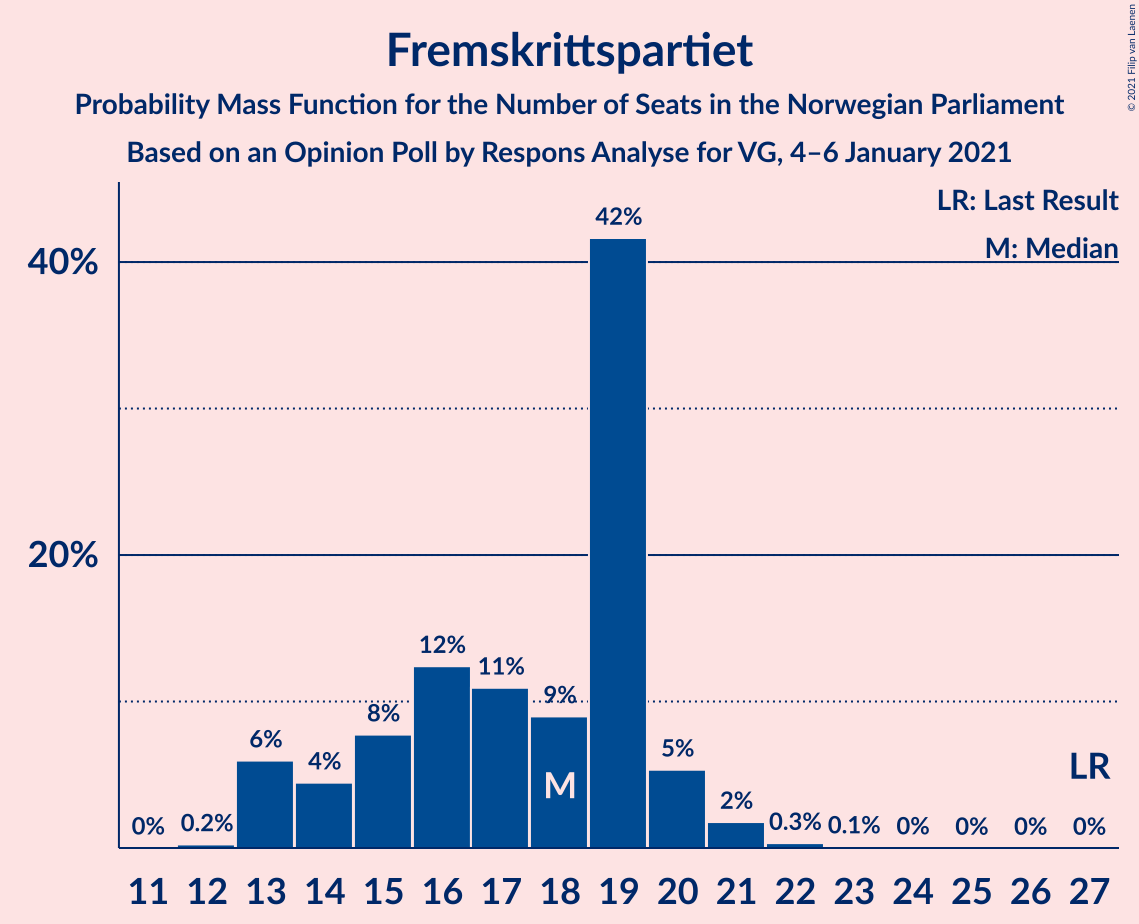 Fremskrittspartiet
Probability Mass Function for the Number of Seats in the Norwegian Parliament
Based on an Opinion Poll by Respons Analyse for VG, 4–6 January 2021
© 2021 Filip van Laenen
LR: Last Result
M: Median
40%
20%
0% 0.2% 6% 4% 8% 12% 11% 9% 42% 5% 2% 0.3% 0.1% 0% 0% 0% 0%
M
LR
11 12 13 14 15 16 17 18 19 20 21 22 23 24 25 26 27